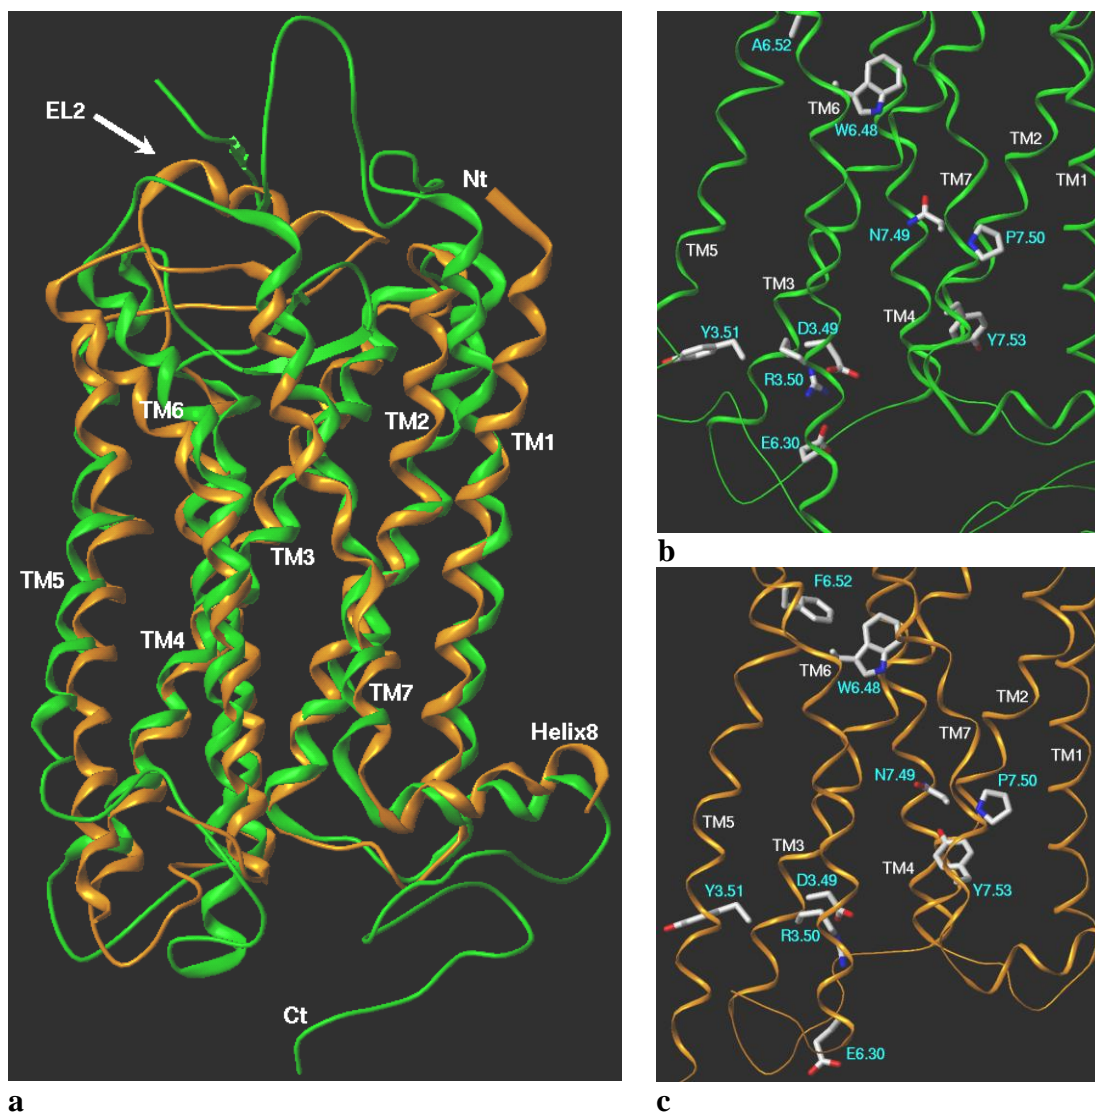 EL2
Nt
TM6
TM2
TM1
TM3
TM5
TM4
TM7
Helix8
Ct
a
A6.52
TM6
W6.48
TM2
TM7
TM1
N7.49
P7.50
TM5
TM3
TM4
Y3.51
D3.49
Y7.53
R3.50
E6.30
b
F6.52
TM6
W6.48
TM2
TM7
TM1
N7.49
P7.50
TM5
TM3
TM4
D3.49
Y3.51
Y7.53
R3.50
E6.30
c